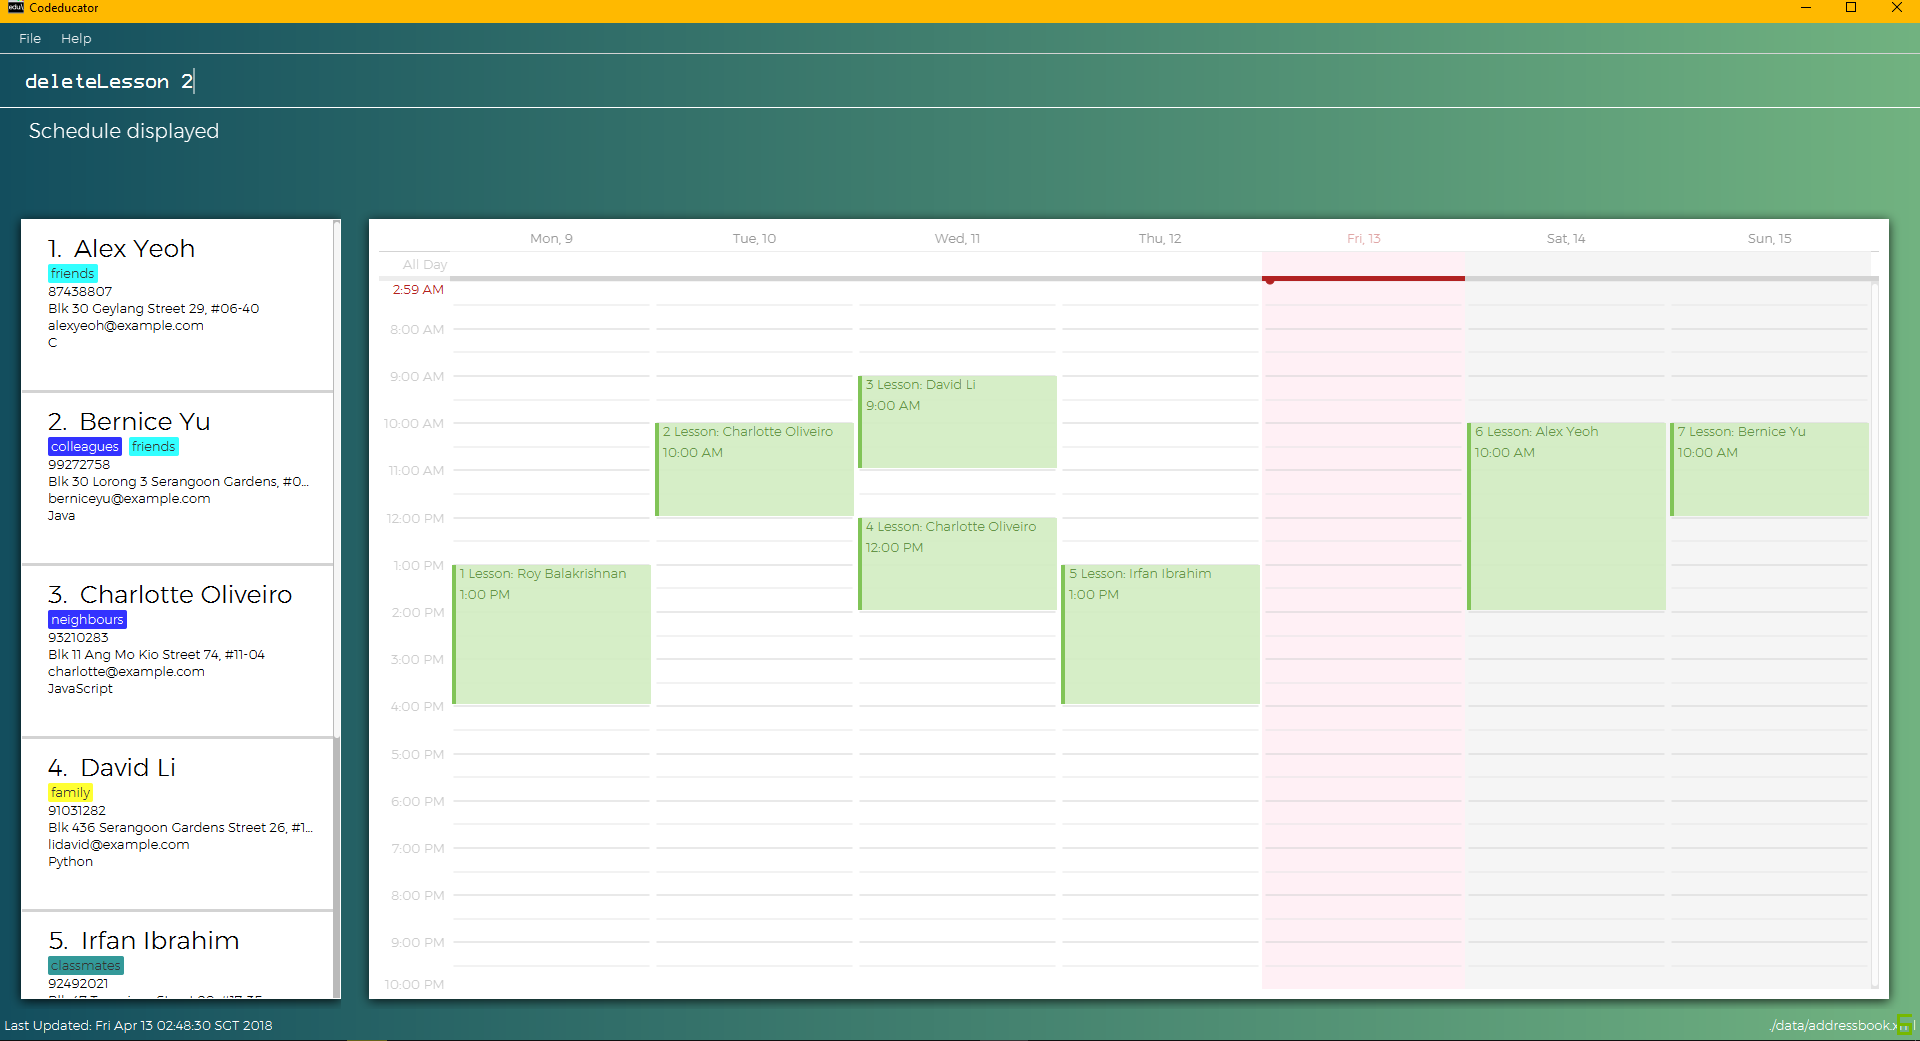 edu\
Codeducator
File Help
deleteLesson 2
Schedule displayed
1. Alex Yeoh
friends
87438807
Blk 30 Geylang Street 29, #06-40
alexyeoh@example.com
C
2. Bernice Yu
colleagues friends
99272758
Blk 30 Lorong 3 Serangoon Gardens, #0...
berniceyu@example.com
Java
3. Charlotte Oliveiro
neighbours
93210283
Blk 11 Ang Mo Kio Street 74, #11-04
charlotte@example.com
JavaScript
4. David Li
family
91031282
Blk 436 Serangoon Gardens Street 26, #1...
lidavid@example.com
Python
5. Irfan Ibrahim
classmates
92492021
Mon, 9 Tue, 10 Wed, 11 Thu, 12 Fri, 13 Sat, 14 Sun, 15
All Day
2:59 AM
8:00 AM
9:00 AM
10:00 AM
11:00 AM
12:00 PM
1:00 PM
2:00 PM
3:00 PM
4:00 PM
5:00 PM
6:00 PM
7:00 PM
8:00 PM
9:00 PM
10:00 PM
1 Lesson: Roy Balakrishnan
1:00 PM
2 Lesson: Charlotte Oliveiro
10:00 AM
3 Lesson: David Li
9:00 AM
4 Lesson: Charlotte Oliveiro
12:00 PM
5 Lesson: Irfan Ibrahim
1:00 PM
6 Lesson: Alex Yeoh
10:00 AM
7 Lesson: Bernice Yu
10:00 AM
Last Updated: Fri Apr 13 02:48:30 SGT 2018